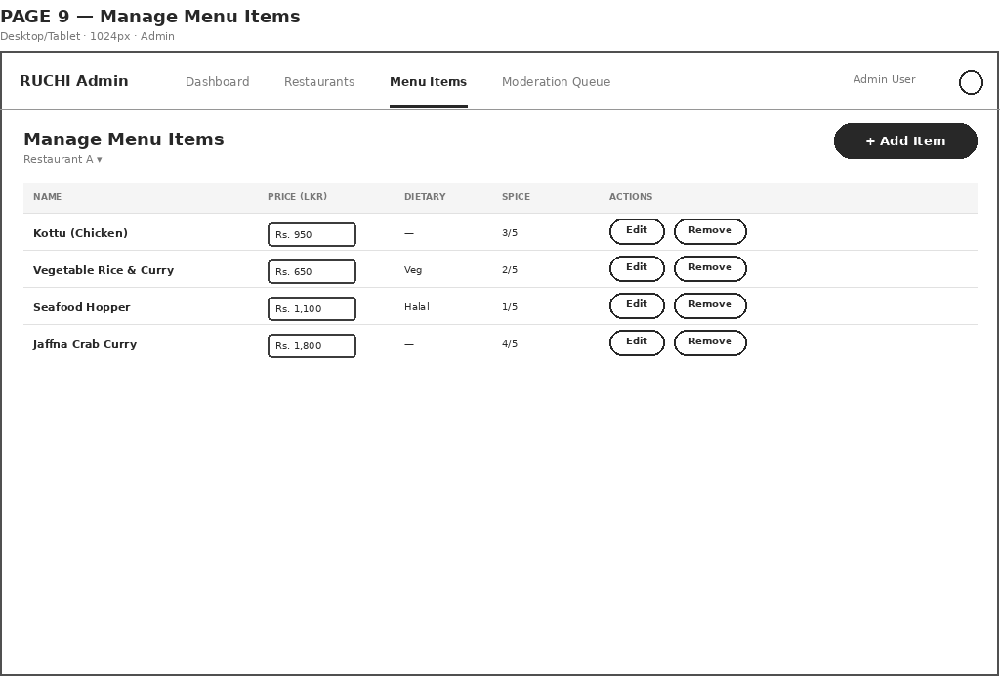 PAGE 9 — Manage Menu Items
Desktop/Tablet · 1024px · Admin
RUCHI Admin Dashboard Restaurants Menu Items Moderation Queue Admin User
Manage Menu Items
+ Add Item
Restaurant A ▾
NAME PRICE (LKR) DIETARY SPICE ACTIONS
Kottu (Chicken) Rs. 950 — 3/5 Edit Remove
Vegetable Rice & Curry Rs. 650 Veg 2/5 Edit Remove
Seafood Hopper Rs. 1,100 Halal 1/5 Edit Remove
Jaffna Crab Curry Rs. 1,800 — 4/5 Edit Remove